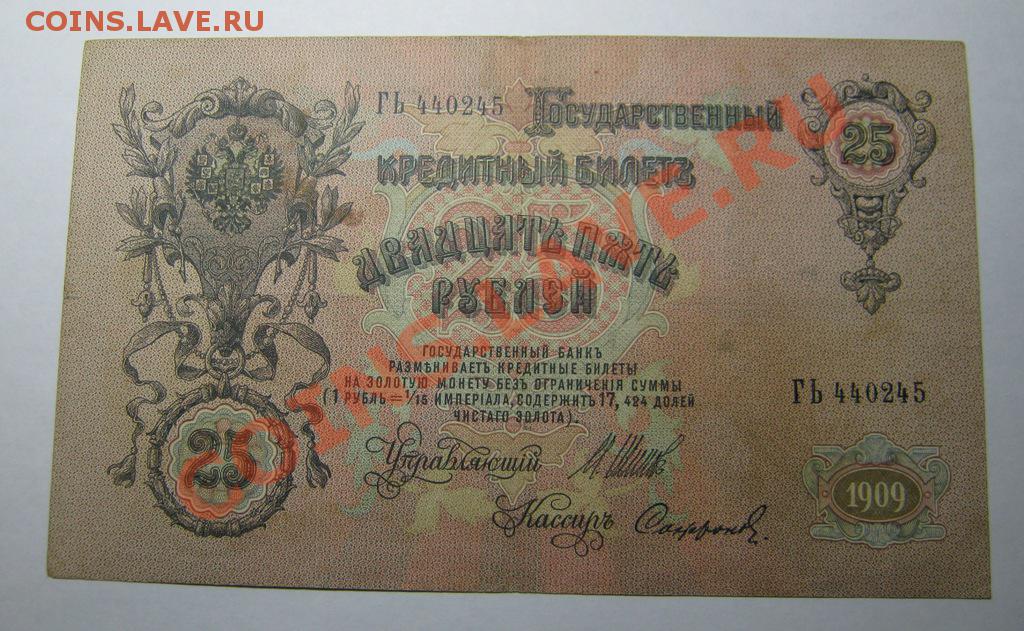 COINS.LAVE.RU
ГЬ 440245
Государственный
25
Кредитный Билетъ
Двадцать пять
рублей
Государственный банкъ
размѣниваетъ кредитные билеты
на золотую монету безъ ограниченія суммы
(1 рубль = 1/15 имперіала, содержитъ 17, 424 долей
чистаго золота).
ГЬ 440245
Управляющій
25
1909
Кассиръ Сафронов
COINS.LAVE.RU